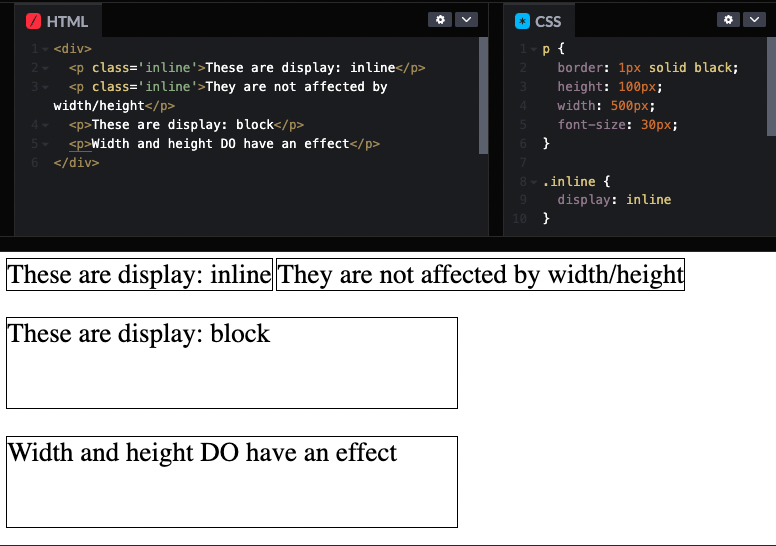 HTML
1 <div>
2 <p class='inline'>These are display: inline</p>
3 <p class='inline'>They are not affected by
width/height</p>
4 <p>These are display: block</p>
5 <p>Width and height DO have an effect</p>
6 </div>
CSS
1 p {
2 border: 1px solid black;
3 height: 100px;
4 width: 500px;
5 font-size: 30px;
6 }
7
8 .inline {
9 display: inline
10 }
These are display: inline They are not affected by width/height
These are display: block
Width and height DO have an effect